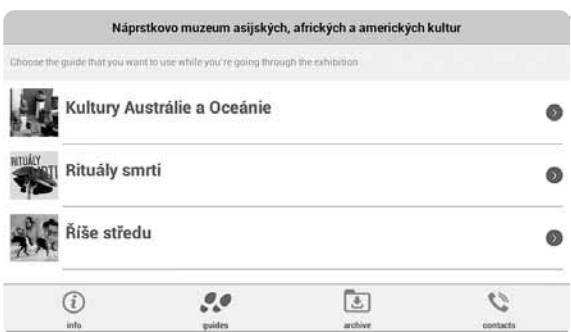 Náprstkovo muzeum asijských, afrických a amerických kultur
Choose the guide that you want to use while you're going through the exhibition
Kultury Austrálie a Oceánie
RITUÁLY
Rituály smrti
Říše středu
info
guides
archive
contacts